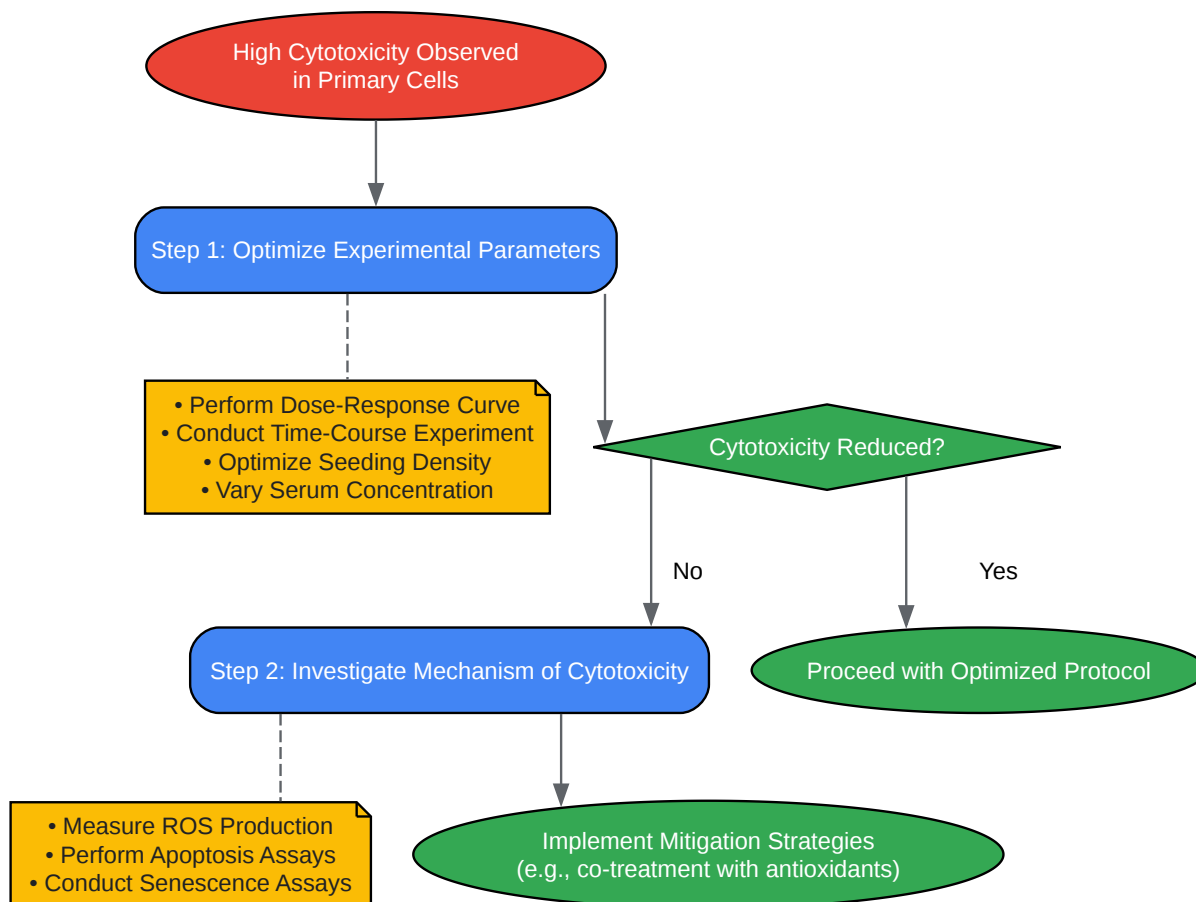 High Cytotoxicity Observed
in Primary Cells
Step 1: Optimize Experimental Parameters
• Perform Dose-Response Curve
• Conduct Time-Course Experiment
• Optimize Seeding Density
• Vary Serum Concentration
Cytotoxicity Reduced?
No
Yes
Step 2: Investigate Mechanism of Cytotoxicity
Proceed with Optimized Protocol
• Measure ROS Production
• Perform Apoptosis Assays
• Conduct Senescence Assays
Implement Mitigation Strategies
(e.g., co-treatment with antioxidants)